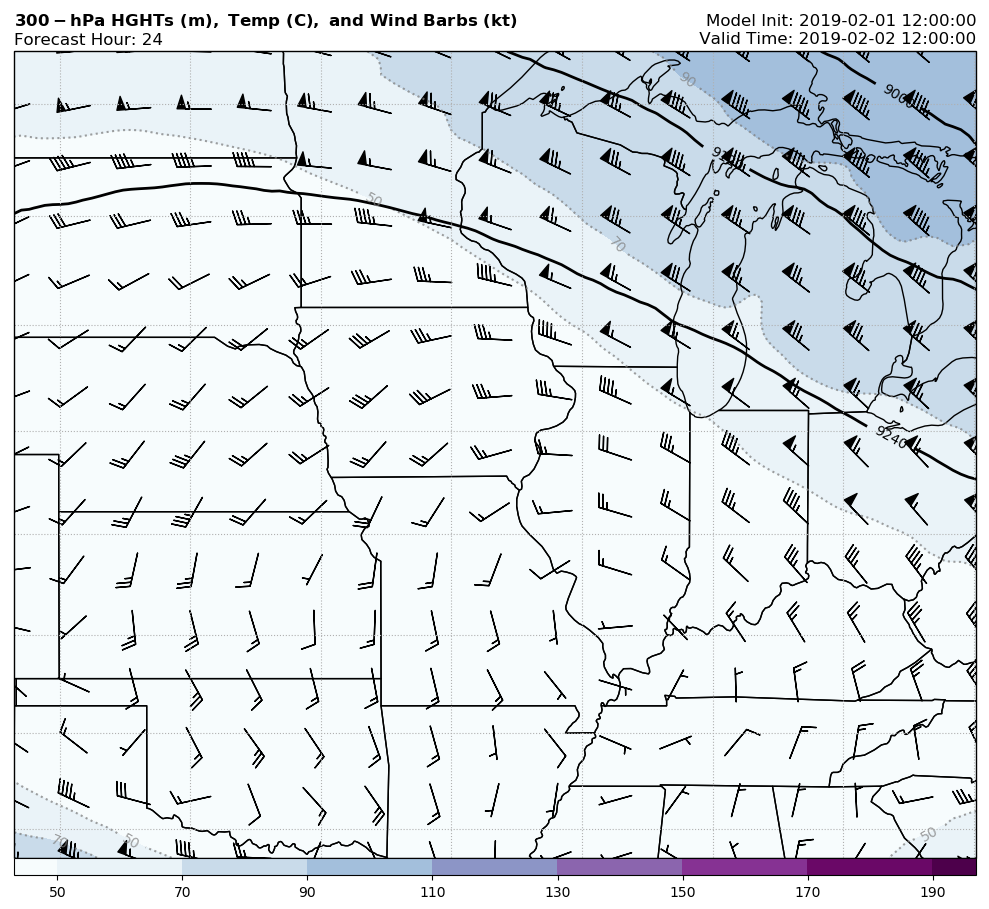 300 − hPa HGHTs (m), Temp (C), and Wind Barbs (kt)
Model Init: 2019-02-01 12:00:00
Forecast Hour: 24
Valid Time: 2019-02-02 12:00:00
90
9000
50
70
9240
50
70
50
50 70 90 110 130 150 170 190